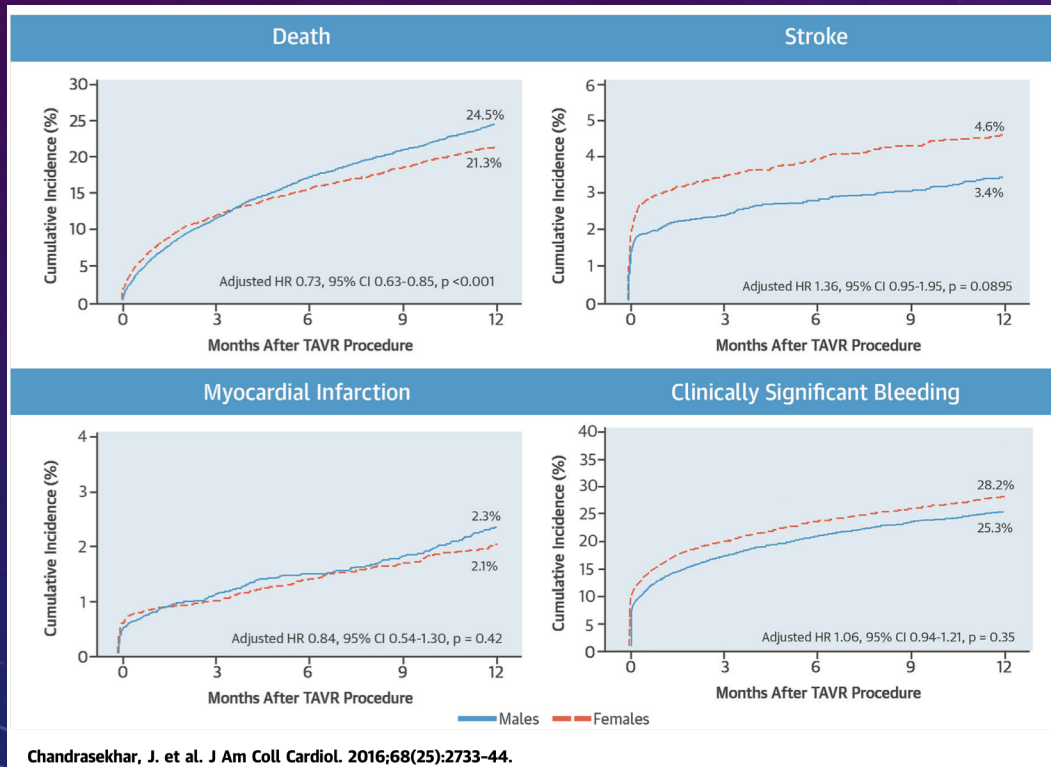 Death
Stroke
Cumulative Incidence (%)
30
25
20
15
10
5
0
24.5%
21.3%
Adjusted HR 0.73, 95% CI 0.63-0.85, p <0.001
0 3 6 9 12
Months After TAVR Procedure
Cumulative Incidence (%)
6
5
4
3
2
1
0
4.6%
3.4%
Adjusted HR 1.36, 95% CI 0.95-1.95, p = 0.0895
0 3 6 9 12
Months After TAVR Procedure
Myocardial Infarction
Clinically Significant Bleeding
Cumulative Incidence (%)
4
3
2
1
0
2.3%
2.1%
Adjusted HR 0.84, 95% CI 0.54-1.30, p = 0.42
0 3 6 9 12
Months After TAVR Procedure
Cumulative Incidence (%)
40
35
30
25
20
15
10
5
0
28.2%
25.3%
Adjusted HR 1.06, 95% CI 0.94-1.21, p = 0.35
0 3 6 9 12
Months After TAVR Procedure
Males Females
Chandrasekhar, J. et al. J Am Coll Cardiol. 2016;68(25):2733-44.